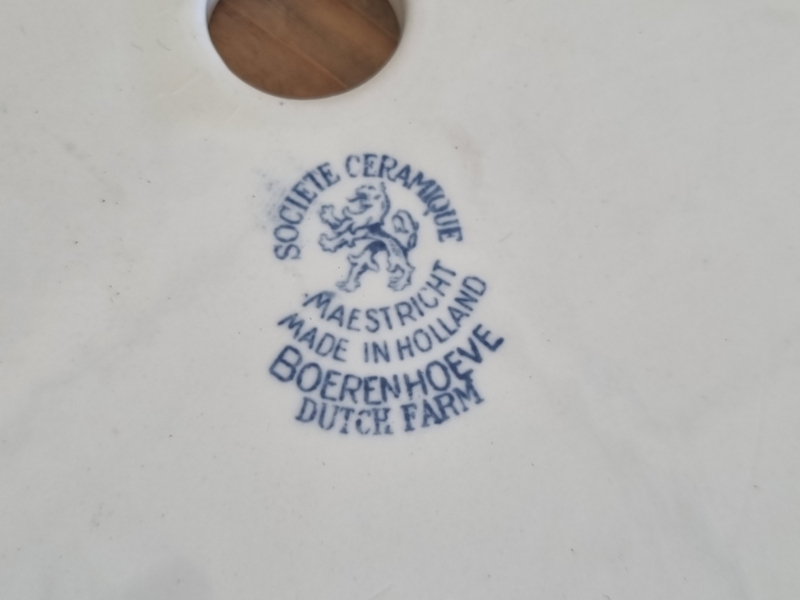 SOCIETE CERAMIQUE
MAESTRICHT
MADE IN HOLLAND
BOERENHOEVE
DUTCH FARM